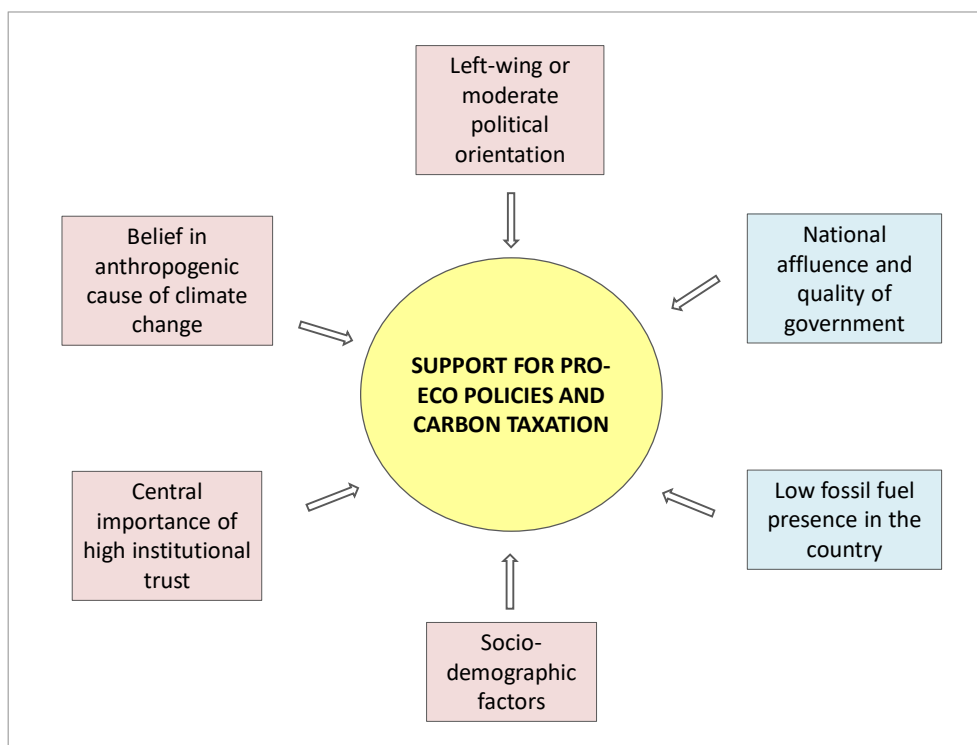 Left-wing or
moderate
political
orientation
Belief in
anthropogenic
cause of climate
change
National
affluence and
quality of
government
SUPPORT FOR PRO-
ECO POLICIES AND
CARBON TAXATION
Central
importance of
high institutional
trust
Low fossil fuel
presence in the
country
Socio-
demographic
factors